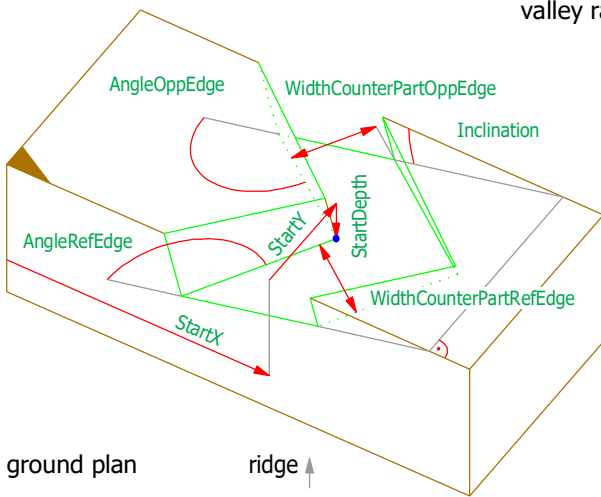 valley ra
AngleOppEdge
WidthCounterPartOppEdge
Inclination
StartY
StartDepth
AngleRefEdge
WidthCounterPartRefEdge
StartX
ground plan
ridge